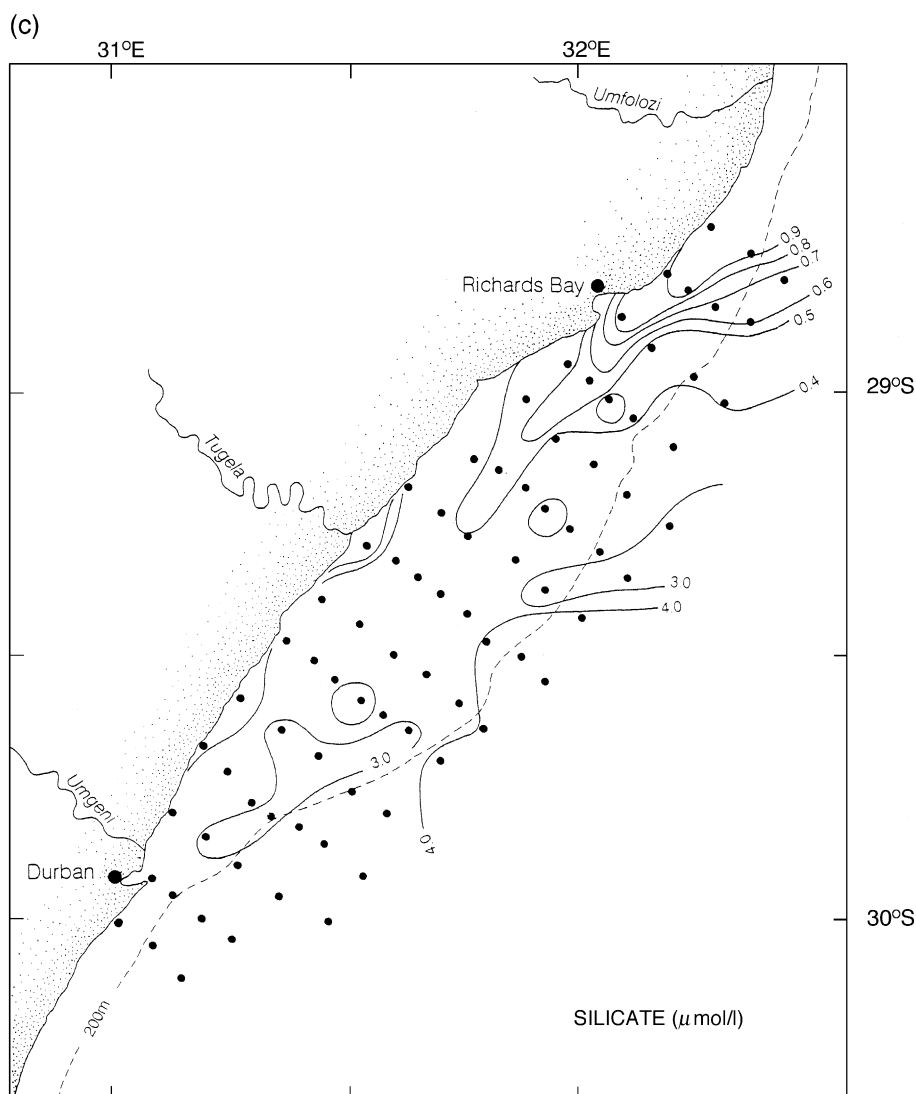 (c)
31°E
32°E
Umfolozi
0.9
0.8
0.7
Richards Bay
0.6
0.5
0.4
29°S
Tugela
3.0
4.0
3.0
Umgeni
4.0
Durban
30°S
200m
SILICATE (μmol/l)